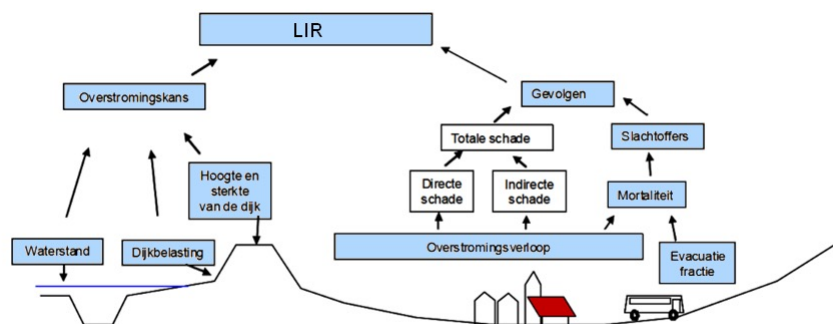 LIR
Overstromingskans
Gevolgen
Totale schade
Slachtoffers
Hoogte en
sterkte
van de dijk
Directe
schade
Indirecte
schade
Mortaliteit
Waterstand
Dijkbelasting
Overstromingsverloop
Evacuatie
fractie